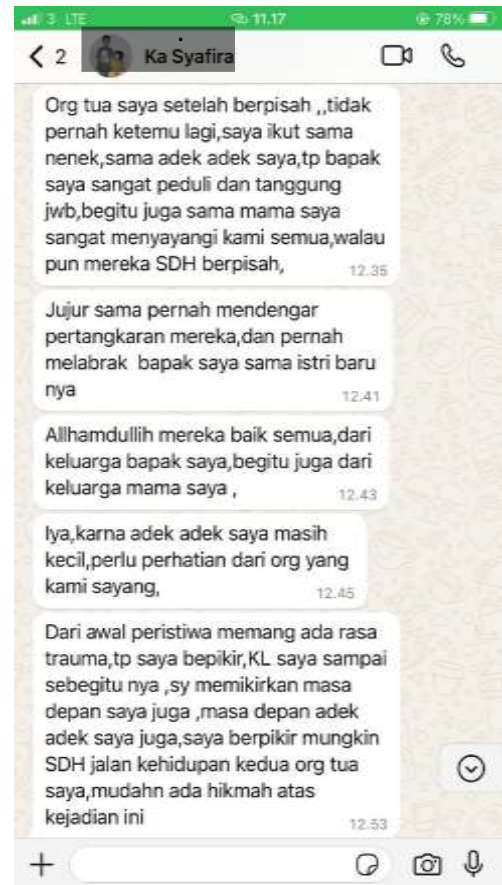 3 LTE 11.17 78%
2 Ka Syafira
Org tua saya setelah berpisah ,,tidak
pernah ketemu lagi,saya ikut sama
nenek,sama adek adek saya,tp bapak
saya sangat peduli dan tanggung
jwb,begitu juga sama mama saya
sangat menyayangi kami semua,walau
pun mereka SDH berpisah,
12.35
Jujur sama pernah mendengar
pertangkaran mereka,dan pernah
melabrak bapak saya sama istri baru
nya
12.41
Allhamdullih mereka baik semua,dari
keluarga bapak saya,begitu juga dari
keluarga mama saya ,
12.43
Iya,karna adek adek saya masih
kecil,perlu perhatian dari org yang
kami sayang,
12.45
Dari awal peristiwa memang ada rasa
trauma,tp saya bepikir,KL saya sampai
sebegitu nya ,sy memikirkan masa
depan saya juga ,masa depan adek
adek saya juga,saya berpikir mungkin
SDH jalan kehidupan kedua org tua
saya,mudahn ada hikmah atas
kejadian ini
12.53